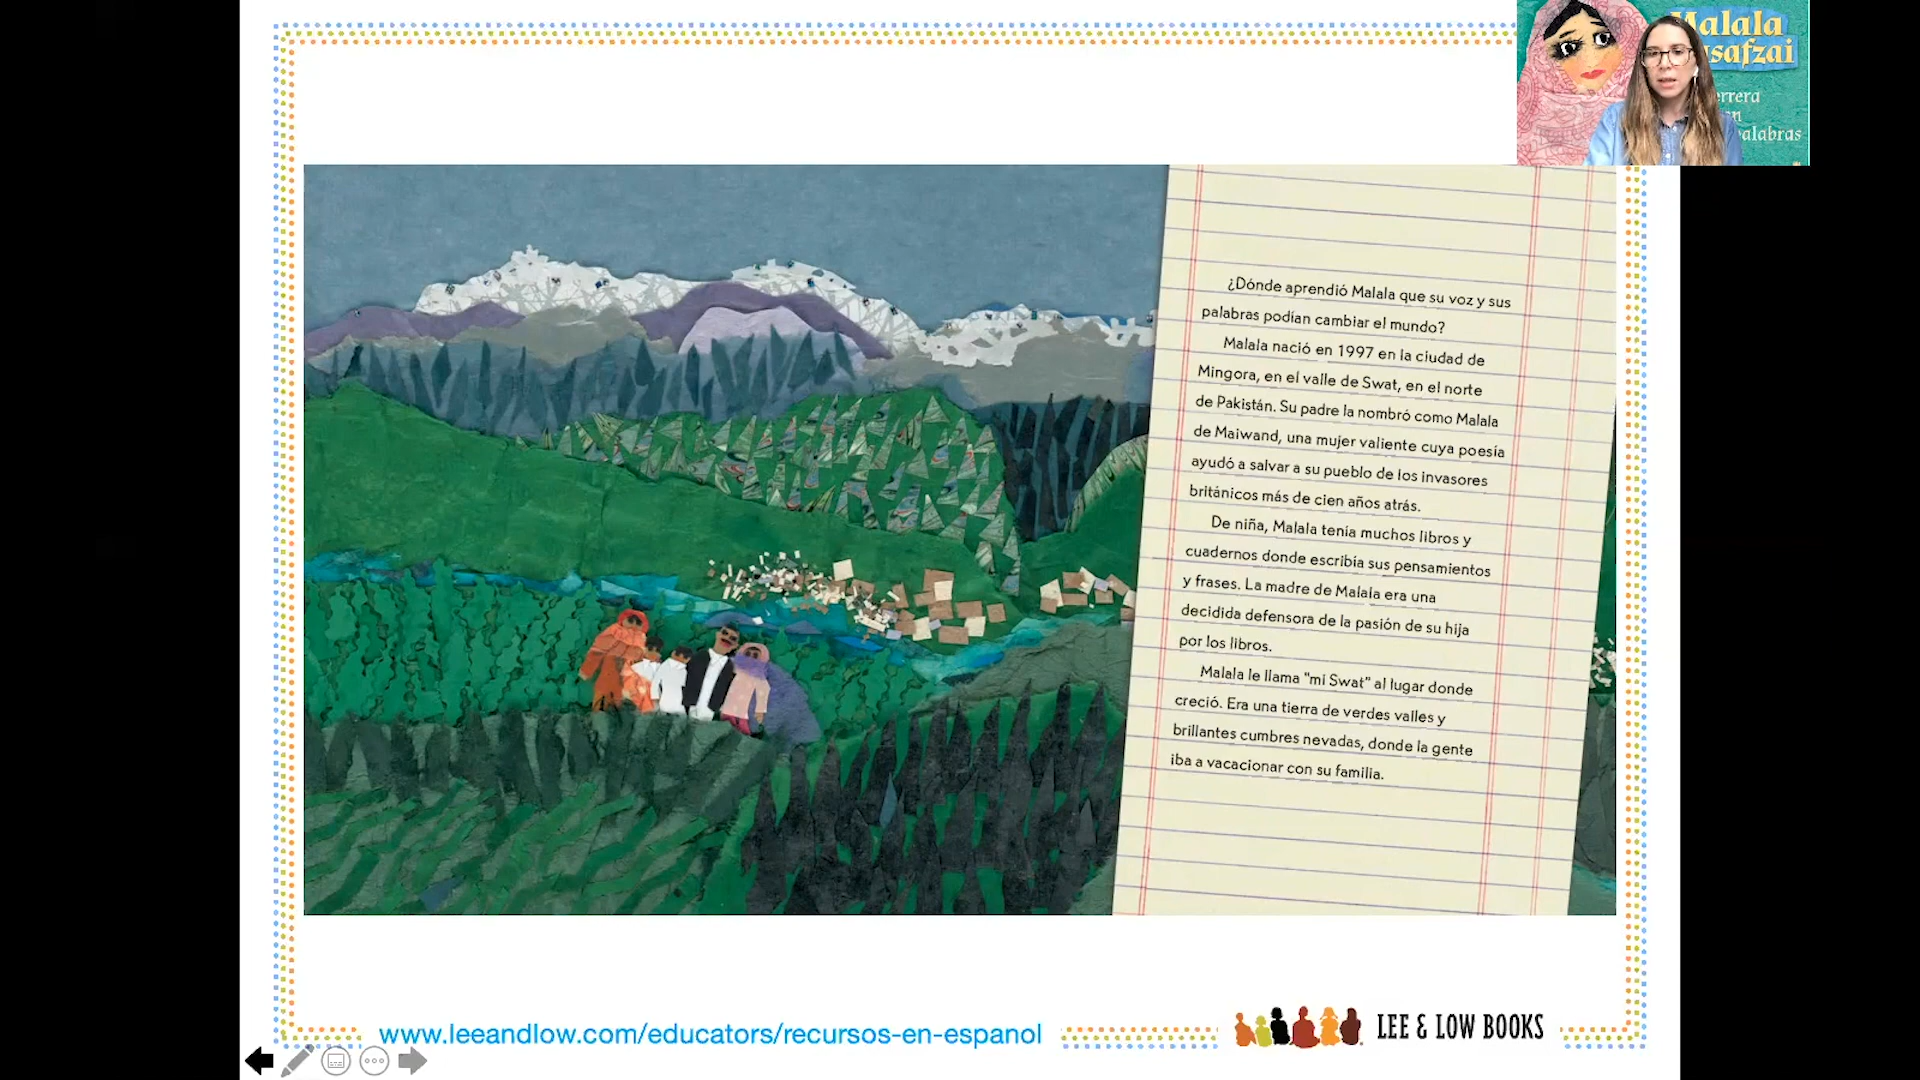 Malala
safzai
errera
on
palabras
¿Dónde aprendió Malala que su voz y sus
palabras podían cambiar el mundo?
Malala nació en 1997 en la ciudad de
Mingora, en el valle de Swat, en el norte
de Pakistán. Su padre la nombró como Malala
de Maiwand, una mujer valiente cuya poesía
ayudó a salvar a su pueblo de los invasores
británicos más de cien años atrás.
De niña, Malala tenía muchos libros y
cuadernos donde escribía sus pensamientos
y frases. La madre de Malala era una
decidida defensora de la pasión de su hija
por los libros.
Malala le llama "mi Swat" al lugar donde
creció. Era una tierra de verdes valles y
brillantes cumbres nevadas, donde la gente
iba a vacacionar con su familia.
www.leeandlow.com/educators/recursos-en-espanol
LEE & LOW BOOKS